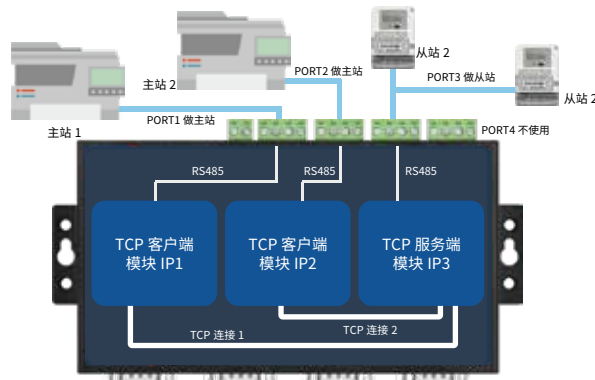 从站 2
PORT2 做主站
PORT3 做从站
主站 2
从站 2
PORT1 做主站
主站 1
PORT4 不使用
RS485
RS485
RS485
TCP 客户端
模块 IP1
TCP 客户端
模块 IP2
TCP 服务端
模块 IP3
TCP 连接 2
TCP 连接 1